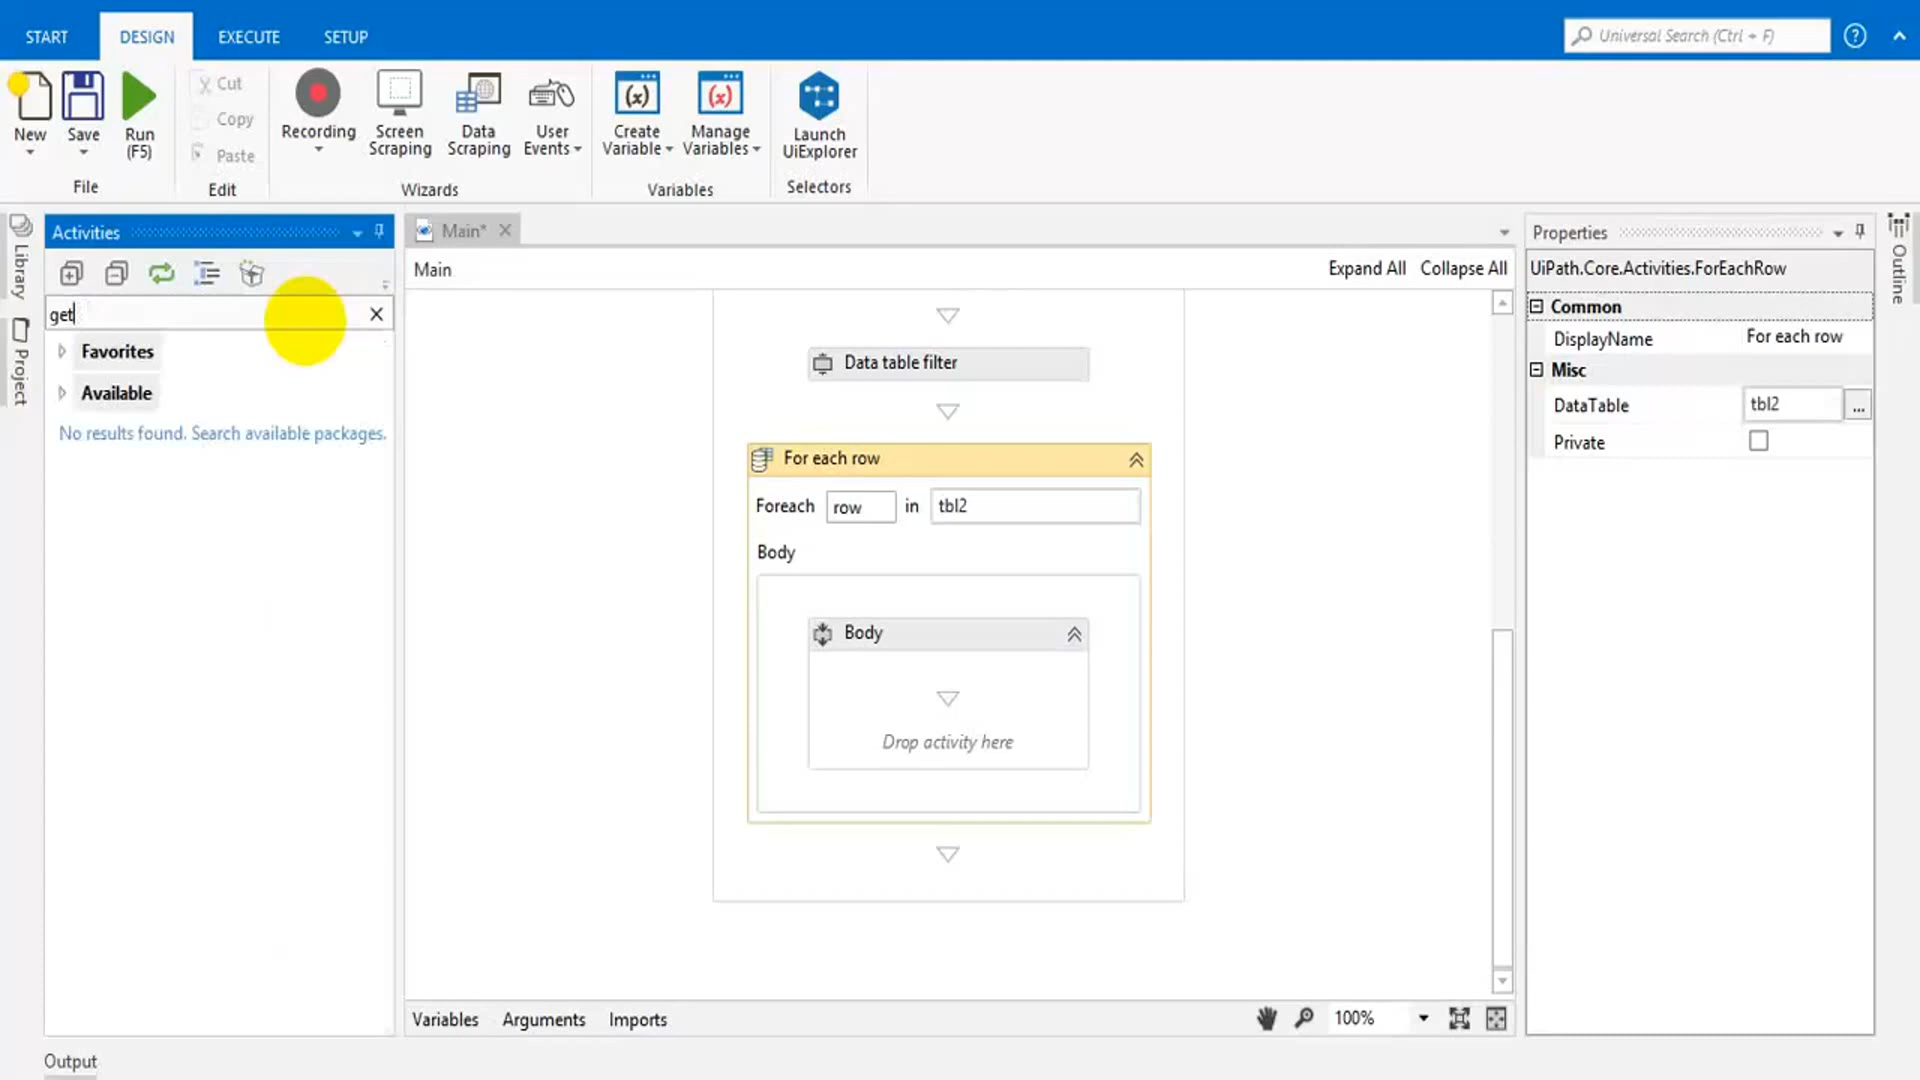 START DESIGN EXECUTE SETUP Universal Search (Ctrl + F) ?
New Save Run (F5) Cut Copy Paste Recording Screen Scraping Data Scraping User Events (x) Create Variable (x) Manage Variables Launch UiExplorer
File Edit Wizards Variables Selectors
Library
Project
Activities
get
Favorites
Available
No results found. Search available packages.
Main*
Main Expand All Collapse All
Data table filter
For each row
Foreach row in tbl2
Body
Body
Drop activity here
Variables Arguments Imports 100%
Properties
UiPath.Core.Activities.ForEachRow
Common
DisplayName For each row
Misc
DataTable tbl2 ...
Private
Outline
Output